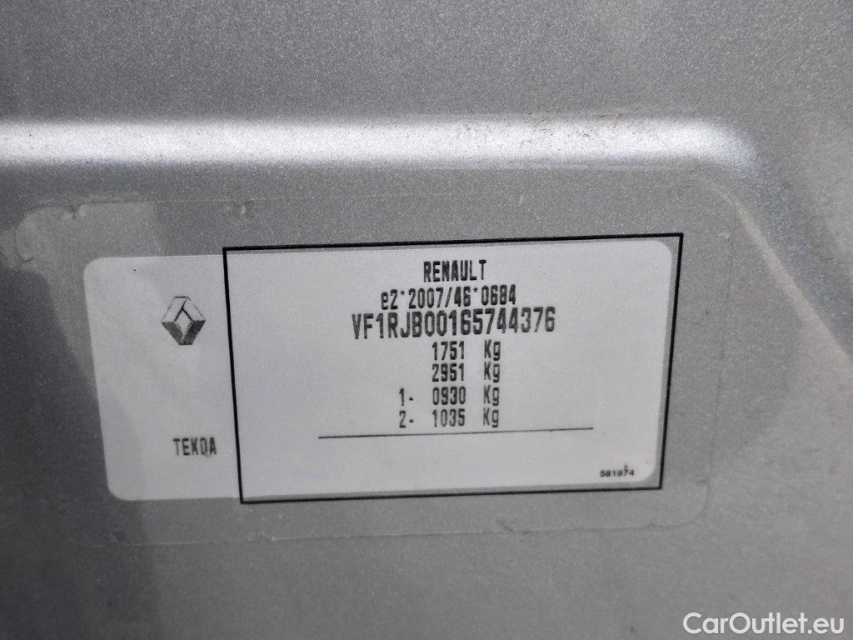 RENAULT
e2*2007/46*0684
VF1RJB00165744376
1751 Kg
2951 Kg
1- 0930 Kg
2- 1035 Kg
TEKQA
CarOutlet.eu